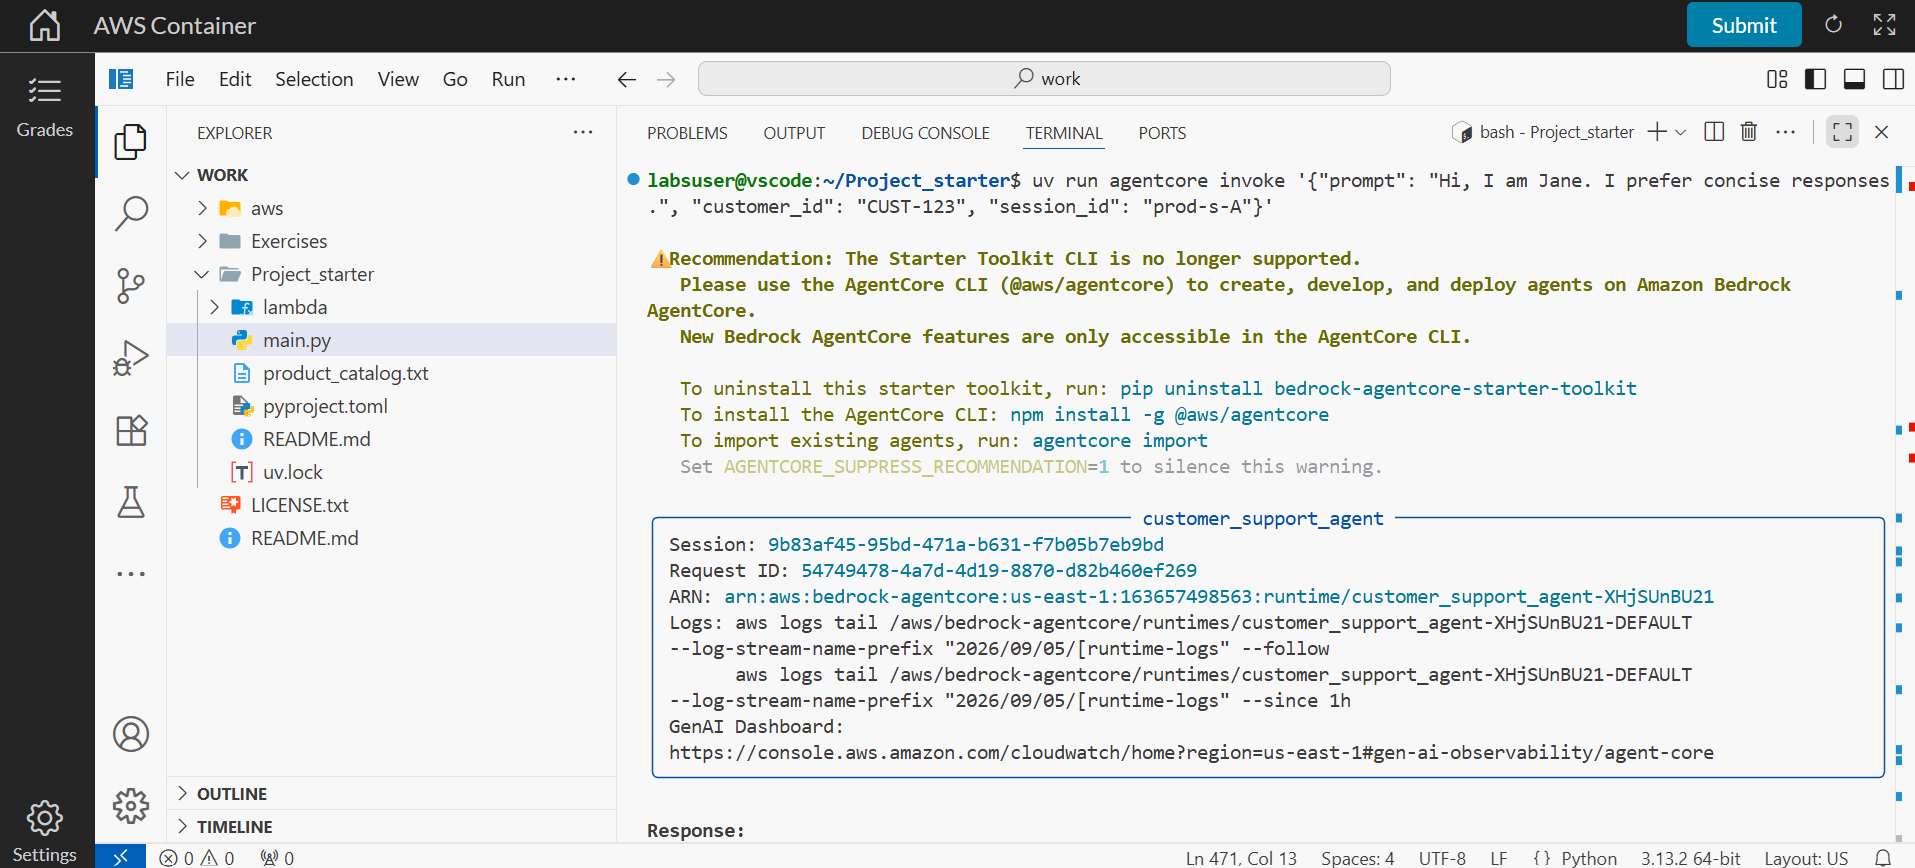 AWS Container
Submit
Grades
Settings
File Edit Selection View Go Run ···
work
EXPLORER
WORK
aws
Exercises
Project_starter
lambda
main.py
product_catalog.txt
pyproject.toml
README.md
uv.lock
LICENSE.txt
README.md
OUTLINE
TIMELINE
PROBLEMS OUTPUT DEBUG CONSOLE TERMINAL PORTS
bash - Project_starter
labsuser@vscode:~/Project_starter$ uv run agentcore invoke '{"prompt": "Hi, I am Jane. I prefer concise responses
.", "customer_id": "CUST-123", "session_id": "prod-s-A"}'
⚠️Recommendation: The Starter Toolkit CLI is no longer supported.
Please use the AgentCore CLI (@aws/agentcore) to create, develop, and deploy agents on Amazon Bedrock
AgentCore.
New Bedrock AgentCore features are only accessible in the AgentCore CLI.
To uninstall this starter toolkit, run: pip uninstall bedrock-agentcore-starter-toolkit
To install the AgentCore CLI: npm install -g @aws/agentcore
To import existing agents, run: agentcore import
Set AGENTCORE_SUPPRESS_RECOMMENDATION=1 to silence this warning.
customer_support_agent
Session: 9b83af45-95bd-471a-b631-f7b05b7eb9bd
Request ID: 54749478-4a7d-4d19-8870-d82b460ef269
ARN: arn:aws:bedrock-agentcore:us-east-1:163657498563:runtime/customer_support_agent-XHjSUnBU21
Logs: aws logs tail /aws/bedrock-agentcore/runtimes/customer_support_agent-XHjSUnBU21-DEFAULT
--log-stream-name-prefix "2026/09/05/[runtime-logs" --follow
aws logs tail /aws/bedrock-agentcore/runtimes/customer_support_agent-XHjSUnBU21-DEFAULT
--log-stream-name-prefix "2026/09/05/[runtime-logs" --since 1h
GenAI Dashboard:
https://console.aws.amazon.com/cloudwatch/home?region=us-east-1#gen-ai-observability/agent-core
Response:
0 0 0
Ln 471, Col 13 Spaces: 4 UTF-8 LF {} Python 3.13.2 64-bit Layout: US